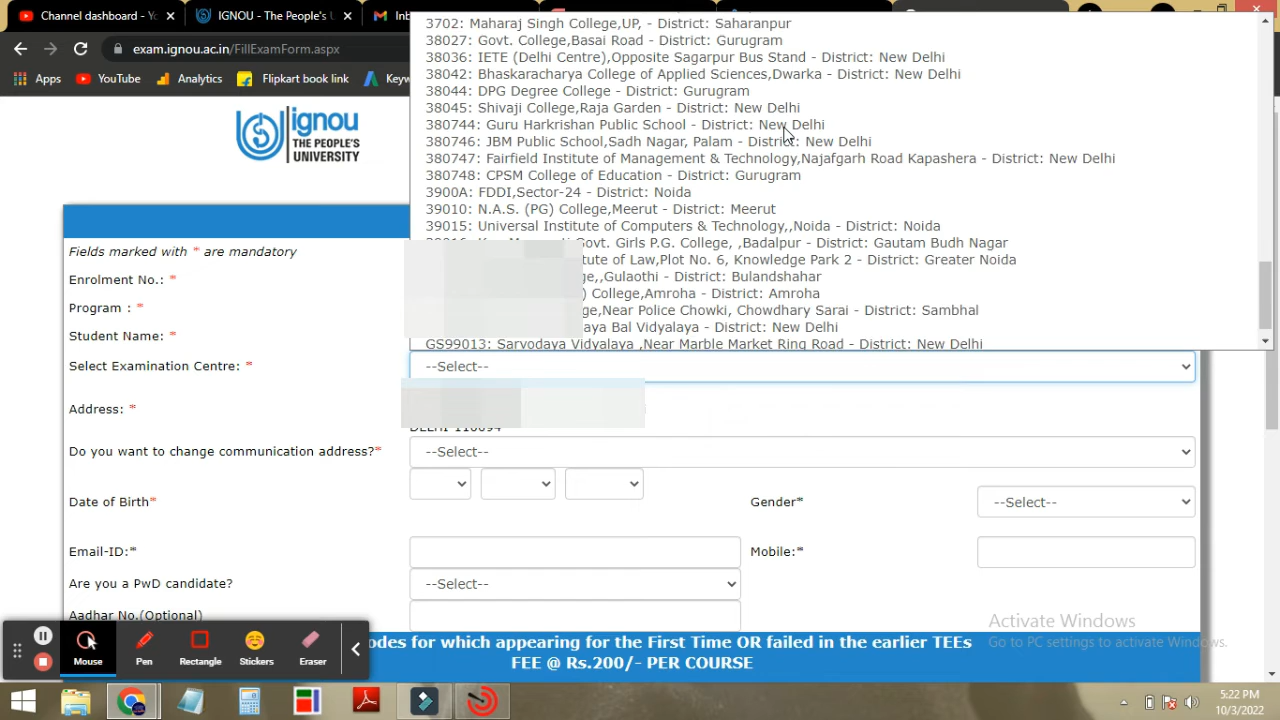 Channel dashboard - Yo
IGNOU - The People's
exam.ignou.ac.in/FillExamForm.aspx
Apps
YouTube
Analytics
Flipkart book link
ignou
THE PEOPLE'S
UNIVERSITY
3702: Maharaj Singh College,UP, - District: Saharanpur
38027: Govt. College,Basai Road - District: Gurugram
38036: IETE (Delhi Centre),Opposite Sagarpur Bus Stand - District: New Delhi
38042: Bhaskaracharya College of Applied Sciences,Dwarka - District: New Delhi
38044: DPG Degree College - District: Gurugram
38045: Shivaji College,Raja Garden - District: New Delhi
380744: Guru Harkrishan Public School - District: New Delhi
380746: JBM Public School,Sadh Nagar, Palam - District: New Delhi
380747: Fairfield Institute of Management & Technology,Najafgarh Road Kapashera - District: New Delhi
380748: CPSM College of Education - District: Gurugram
3900A: FDDI,Sector-24 - District: Noida
39010: N.A.S. (PG) College,Meerut - District: Meerut
39015: Universal Institute of Computers & Technology,,Noida - District: Noida
Govt. Girls P.G. College, ,Badalpur - District: Gautam Budh Nagar
of Law,Plot No. 6, Knowledge Park 2 - District: Greater Noida
,,Gulaothi - District: Bulandshahar
) College,Amroha - District: Amroha
,Near Police Chowki, Chowdhary Sarai - District: Sambhal
Bal Vidyalaya - District: New Delhi
GS99013: Sarvodaya Vidyalaya ,Near Marble Market Ring Road - District: New Delhi
Fields marked with * are mandatory
Enrolment No.: *
Program : *
Student Name: *
Select Examination Centre: *
--Select--
Address: *
DELHI-110094
Do you want to change communication address?*
--Select--
Date of Birth*
Gender*
--Select--
Email-ID:*
Mobile:*
Are you a PwD candidate?
--Select--
Aadhar No.(Optional)
odes for which appearing for the First Time OR failed in the earlier TEEs
FEE @ Rs.200/- PER COURSE
Activate Windows
Go to PC settings to activate Windows.
Mouse
Pen
Rectangle
Stickers
Eraser
5:22 PM
10/3/2022